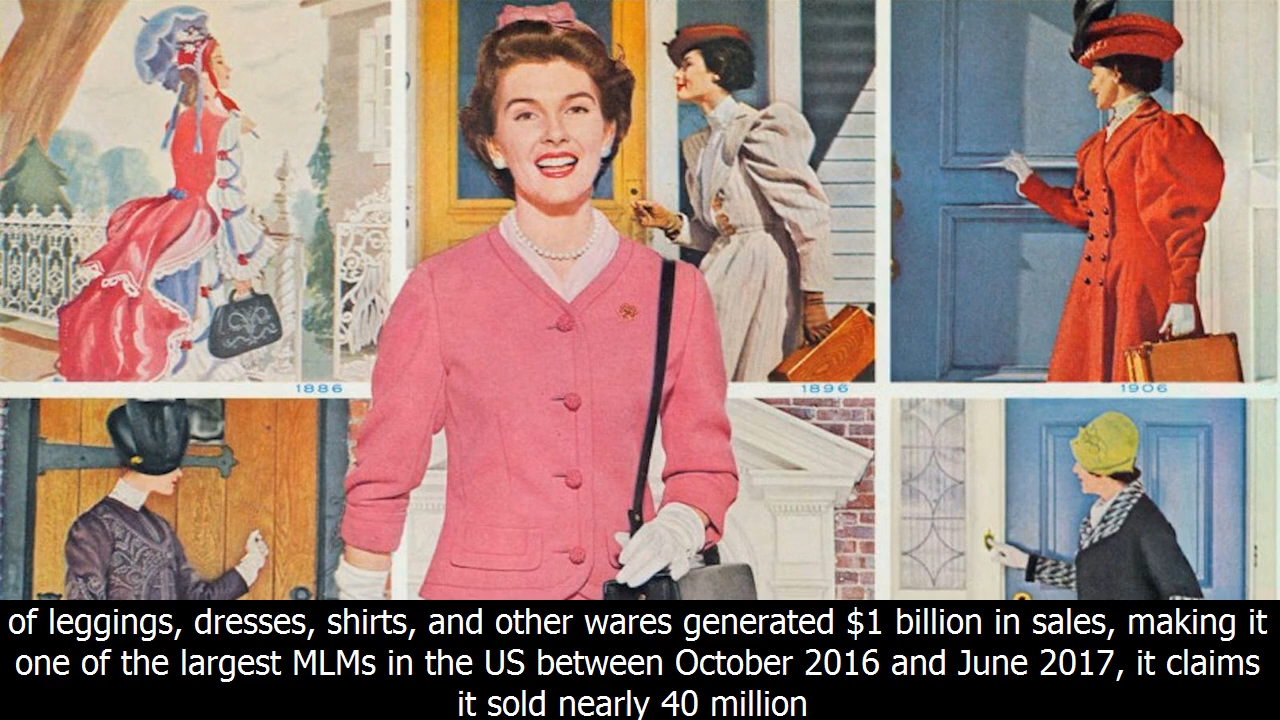 1886
1896
1906
of leggings, dresses, shirts, and other wares generated $1 billion in sales, making it
one of the largest MLMs in the US between October 2016 and June 2017, it claims
it sold nearly 40 million